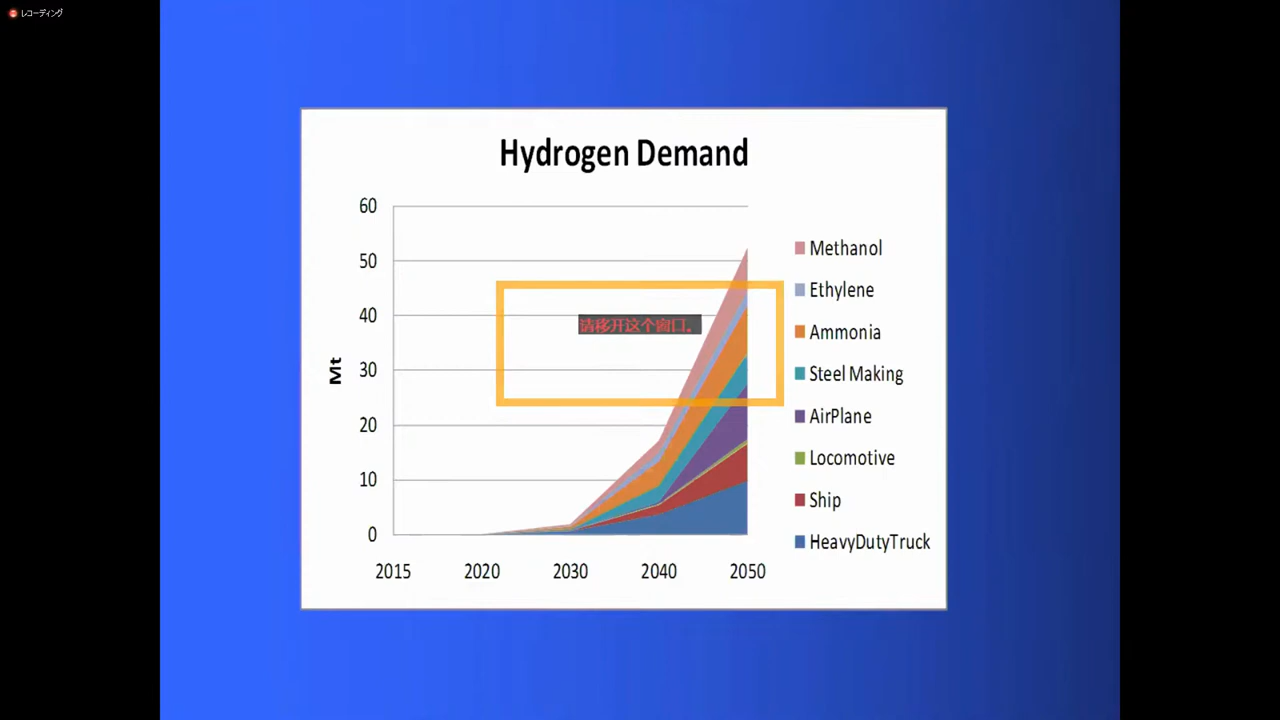 レコーディング
Hydrogen Demand
60
50
40
30
20
10
0
Mt
2015 2020 2030 2040 2050
请移开这个窗口。
Methanol
Ethylene
Ammonia
Steel Making
AirPlane
Locomotive
Ship
HeavyDutyTruck